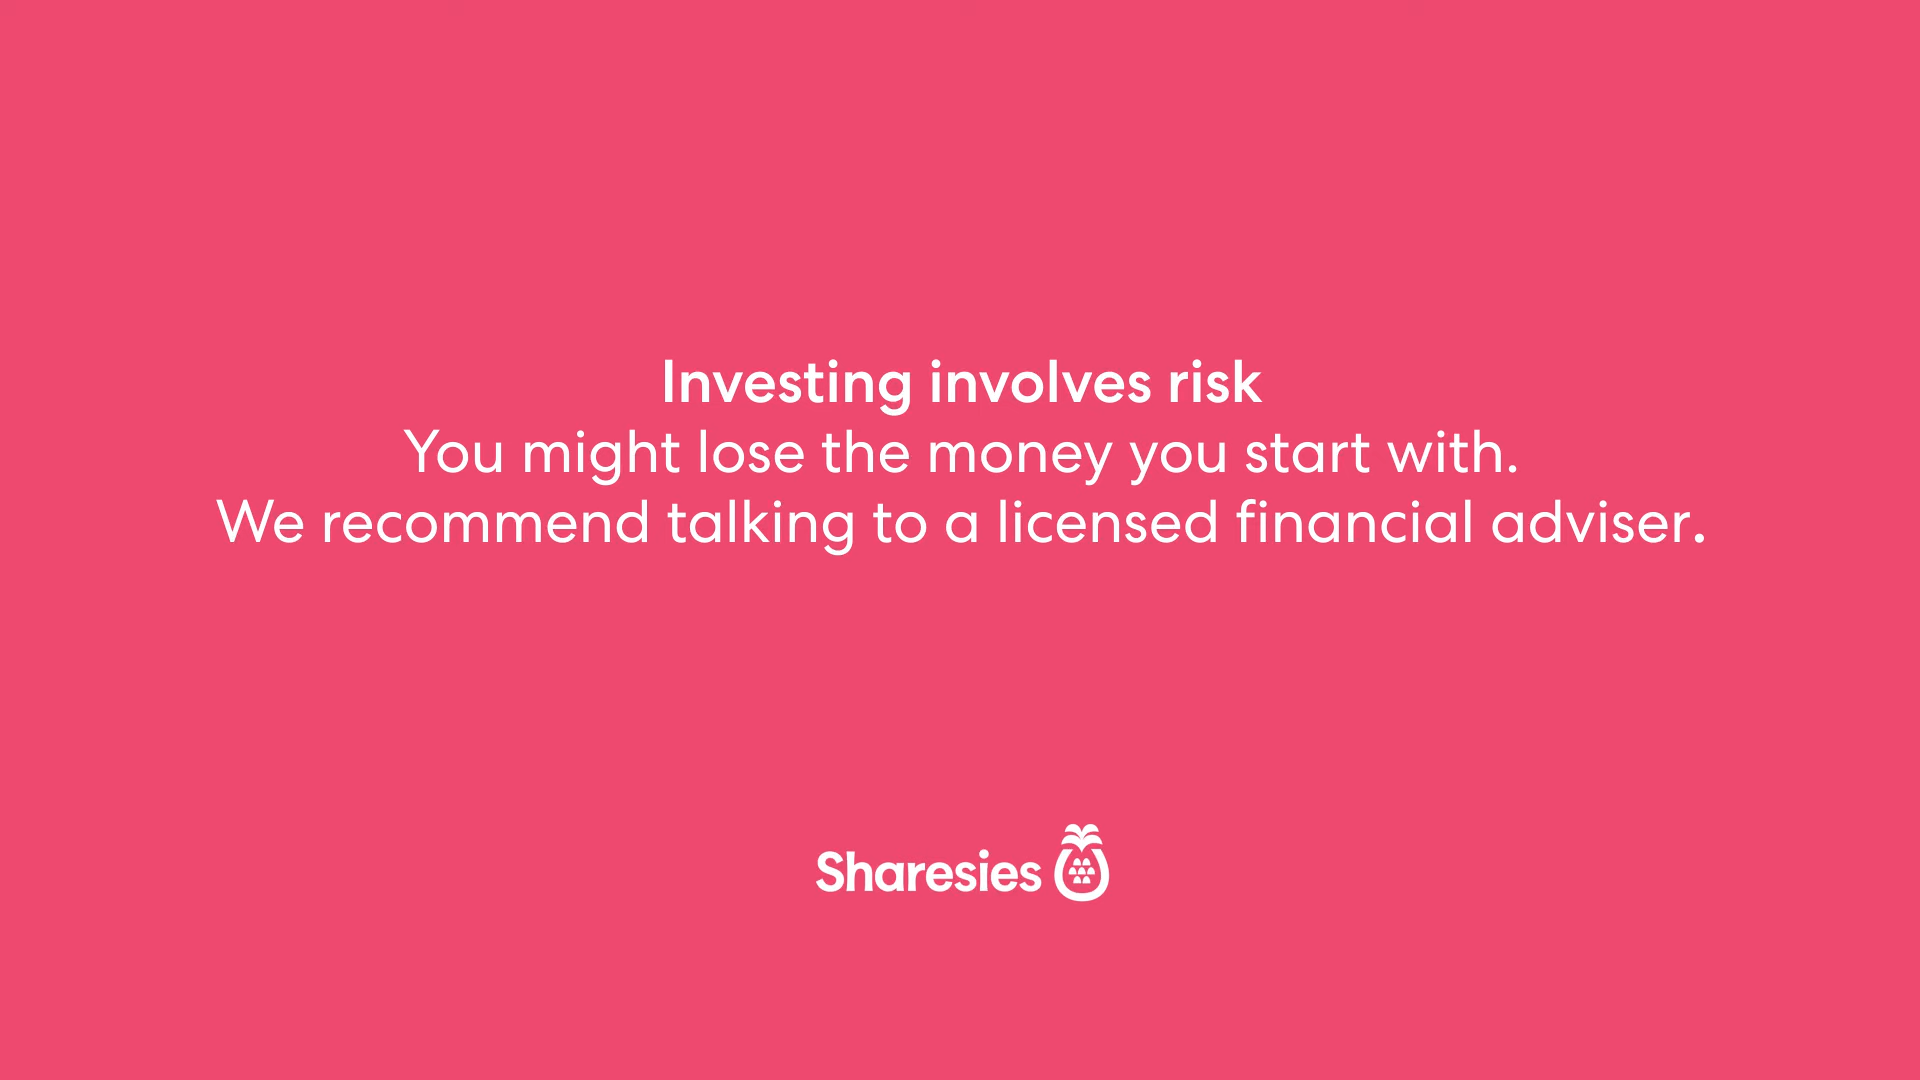 Investing involves risk
You might lose the money you start with.
We recommend talking to a licensed financial adviser.
Sharesies